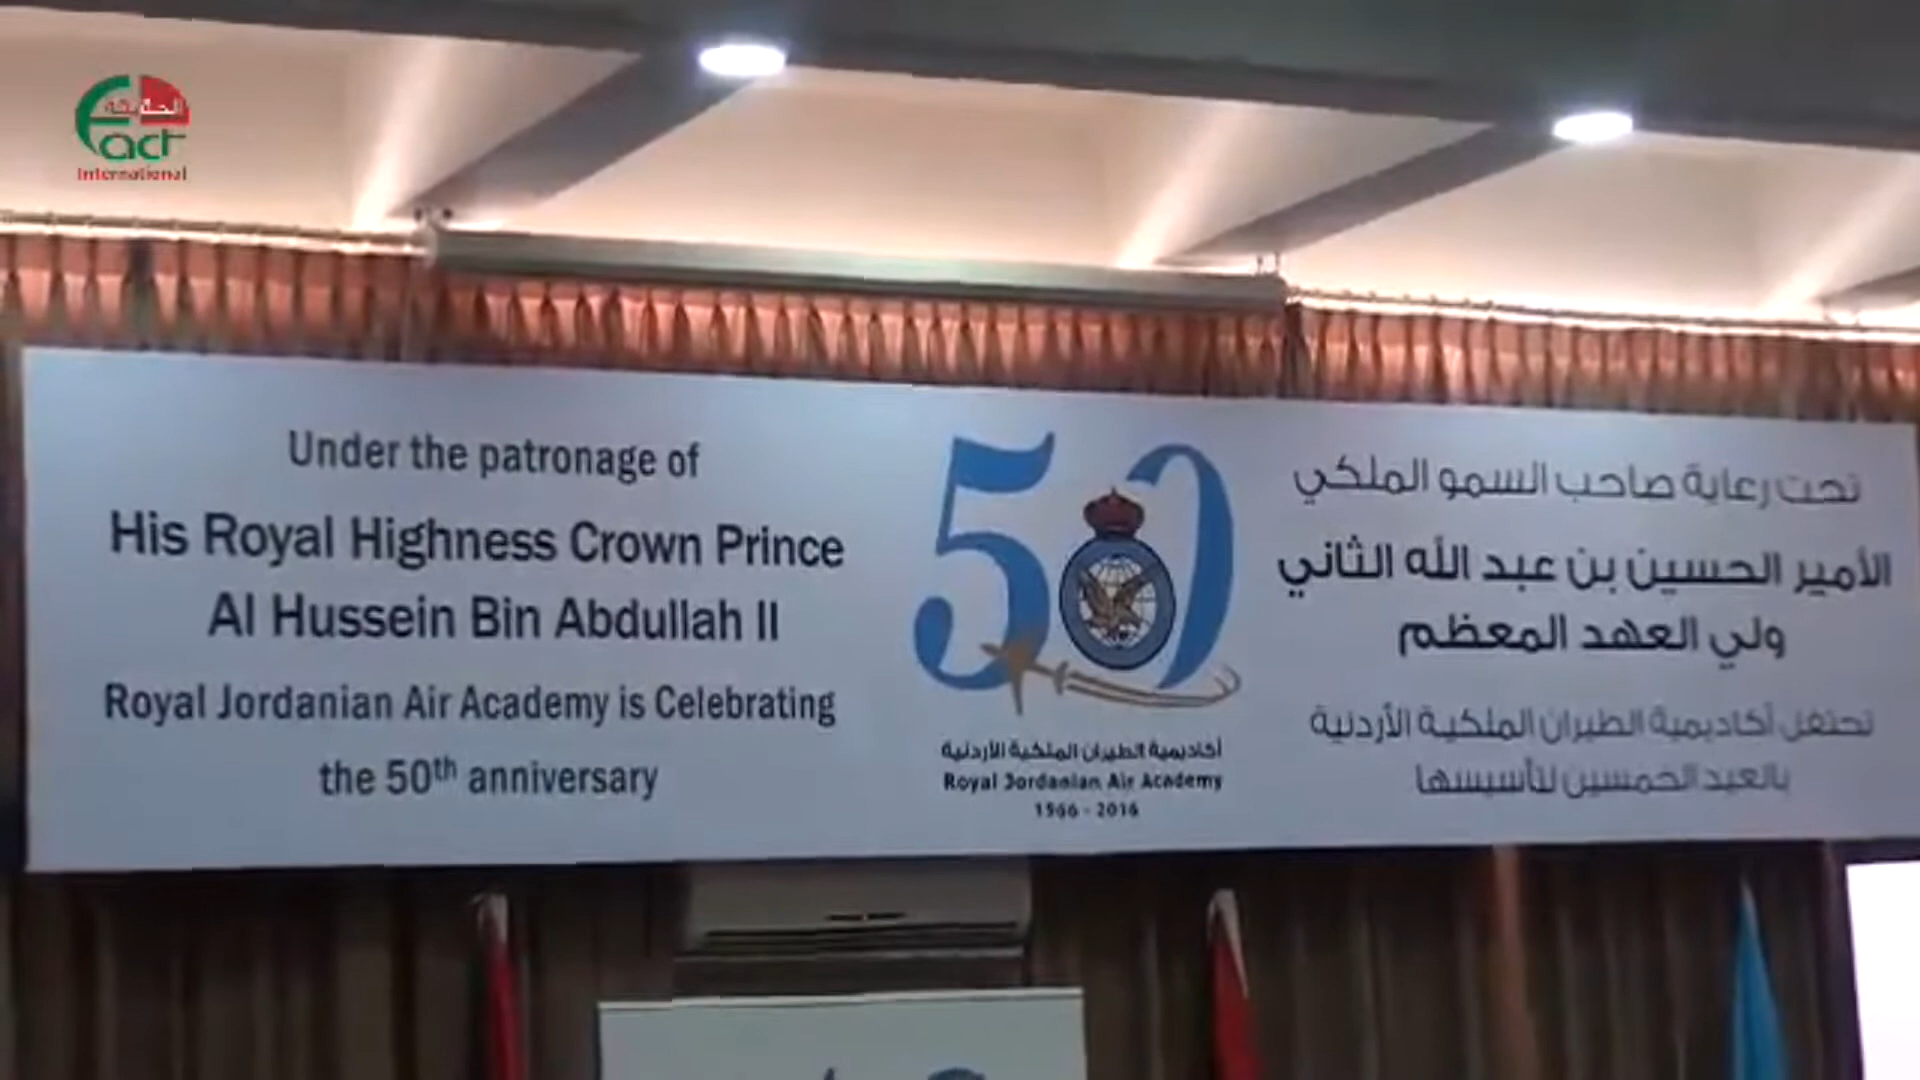 الحقيقة
Fact
International
Under the patronage of
His Royal Highness Crown Prince
Al Hussein Bin Abdullah II
Royal Jordanian Air Academy is Celebrating
the 50th anniversary
50
أكاديمية الطيران الملكية الأردنية
Royal Jordanian Air Academy
1966 - 2016
تحت رعاية صاحب السمو الملكي
الأمير الحسين بن عبد الله الثاني
ولي العهد المعظم
تحتفل أكاديمية الطيران الملكية الأردنية
بالعيد الخمسين لتأسيسها